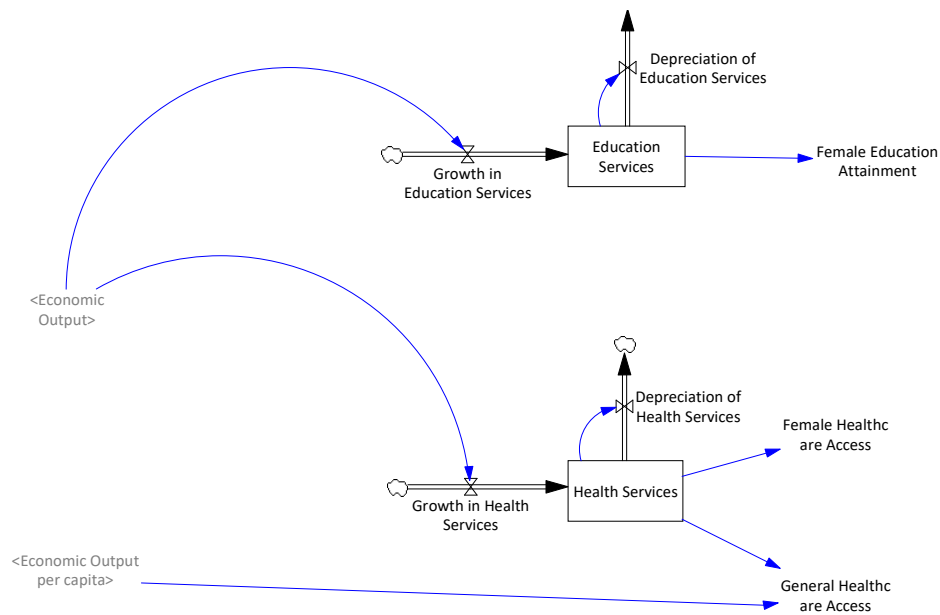 Depreciation of
Education Services
Education
Services
Female Education
Attainment
Growth in
Education Services
<Economic
Output>
Depreciation of
Health Services
Female Healthc
are Access
Health Services
Growth in Health
Services
<Economic Output
per capita>
General Healthc
are Access